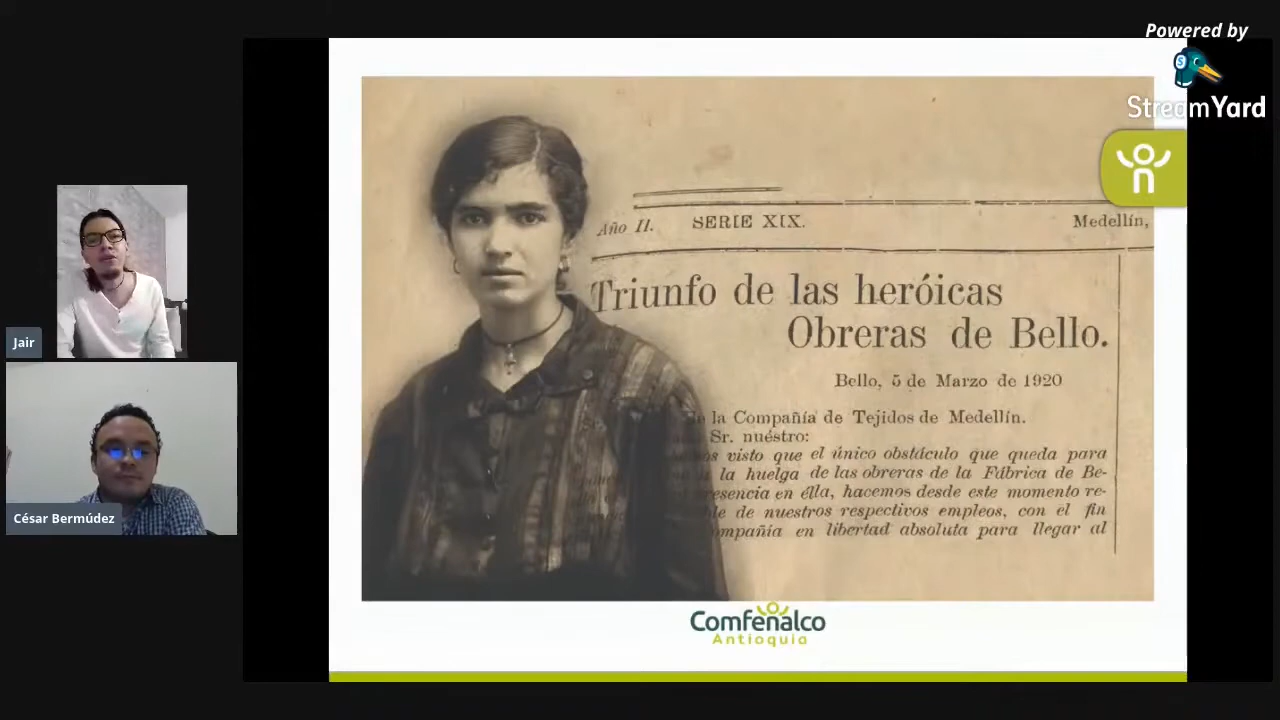 Powered by
StreamYard
Jair
César Bermúdez
Año II. SERIE XIX. Medellín,
Triunfo de las heróicas
Obreras de Bello.
Bello, 5 de Marzo de 1920
la Compañía de Tejidos de Medellín.
Sr. nuéstro:
visto que el único obstáculo que queda para
la huelga de las obreras de la Fábrica de Be-
en élla, hacemos desde este momento re-
de nuestros respectivos empleos, con el fin
en libertad absoluta para llegar al
Comfenalco
Antioquia